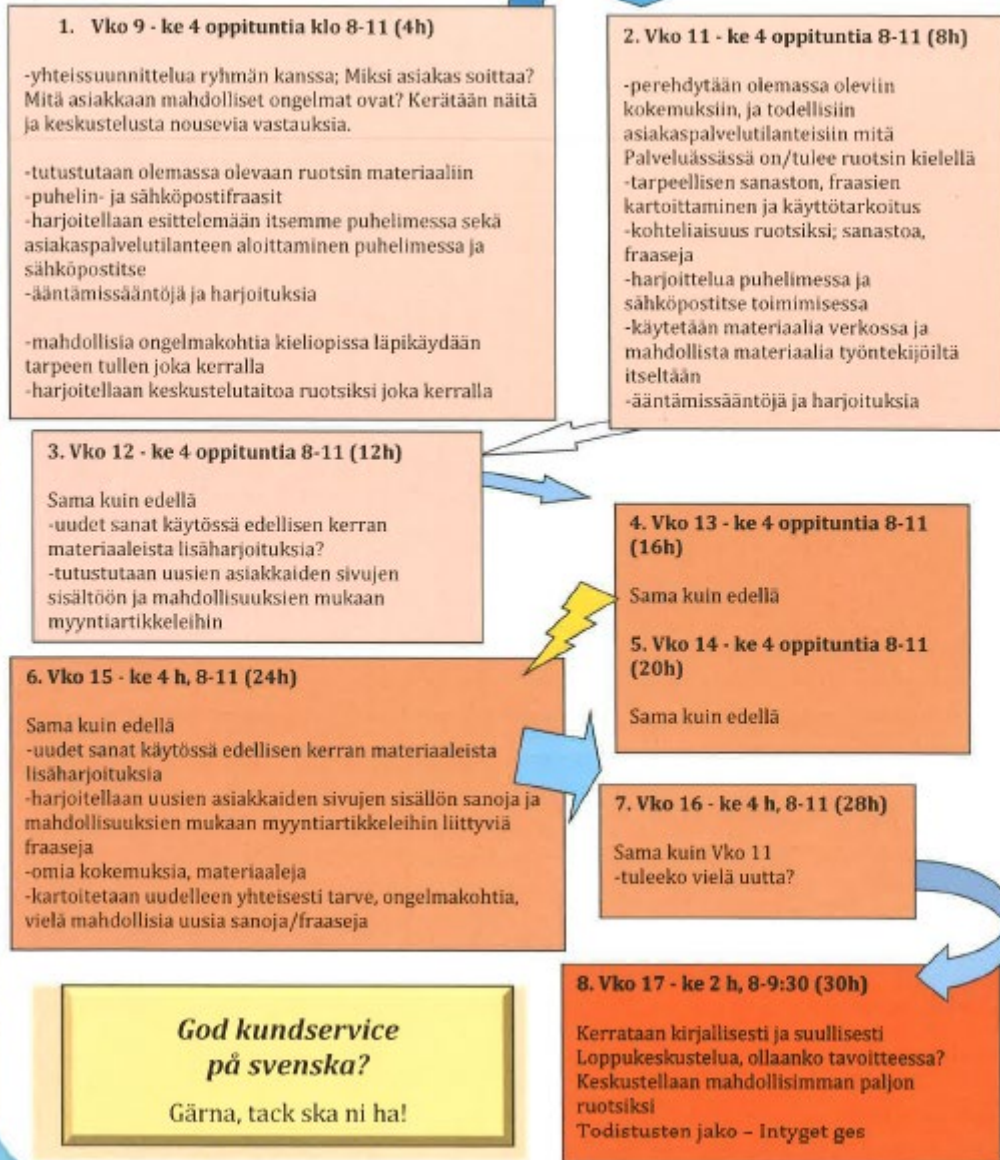 1. Vko 9 - ke 4 oppituntia klo 8-11 (4h)
-yhteissuunnittelua ryhmän kanssa; Miksi asiakas soittaa?
Mitä asiakkaan mahdolliset ongelmat ovat? Kerätään näitä
ja keskustelusta nousevia vastauksia.
-tutustutaan olemassa olevaan ruotsin materiaaliin
-puhelin- ja sähköpostifraasit
-harjoitellaan esittelemään itsemme puhelimessa sekä
asiakaspalvelutilanteen aloittaminen puhelimessa ja
sähköpostitse
-ääntämissääntöjä ja harjoituksia
-mahdollisia ongelmakohtia kieliopissa läpikäydään
tarpeen tullen joka kerralla
-harjoitellaan keskustelutaitoa ruotsiksi joka kerralla
2. Vko 11 - ke 4 oppituntia 8-11 (8h)
-perehdytään olemassa oleviin
kokemuksiin, ja todellisiin
asiakaspalvelutilanteisiin mitä
Palveluässässä on/tulee ruotsin kielellä
-tarpeellisen sanaston, fraasien
kartoittaminen ja käyttötarkoitus
-kohteliaisuus ruotsiksi; sanastoa,
fraaseja
-harjoittelua puhelimessa ja
sähköpostitse toimimisessa
-käytetään materiaalia verkossa ja
mahdollista materiaalia työntekijöiltä
itseltään
-ääntämissääntöjä ja harjoituksia
3. Vko 12 - ke 4 oppituntia 8-11 (12h)
Sama kuin edellä
-uudet sanat käytössä edellisen kerran
materiaaleista lisäharjoituksia?
-tutustutaan uusien asiakkaiden sivujen
sisältöön ja mahdollisuuksien mukaan
myyntiartikkeleihin
4. Vko 13 - ke 4 oppituntia 8-11
(16h)
Sama kuin edellä
5. Vko 14 - ke 4 oppituntia 8-11
(20h)
Sama kuin edellä
6. Vko 15 - ke 4 h, 8-11 (24h)
Sama kuin edellä
-uudet sanat käytössä edellisen kerran materiaaleista
lisäharjoituksia
-harjoitellaan uusien asiakkaiden sivujen sisällön sanoja ja
mahdollisuuksien mukaan myyntiartikkeleihin liittyviä
fraaseja
-omia kokemuksia, materiaaleja
-kartoitetaan uudelleen yhteisesti tarve, ongelmakohtia,
vielä mahdollisia uusia sanoja/fraaseja
7. Vko 16 - ke 4 h, 8-11 (28h)
Sama kuin Vko 11
-tuleeko vielä uutta?
8. Vko 17 - ke 2 h, 8-9:30 (30h)
Kerrataan kirjallisesti ja suullisesti
Loppukeskustelua, ollaanko tavoitteessa?
Keskustellaan mahdollisimman paljon
ruotsiksi
Todistusten jako – Intyget ges
God kundservice
på svenska?
Gärna, tack ska ni ha!